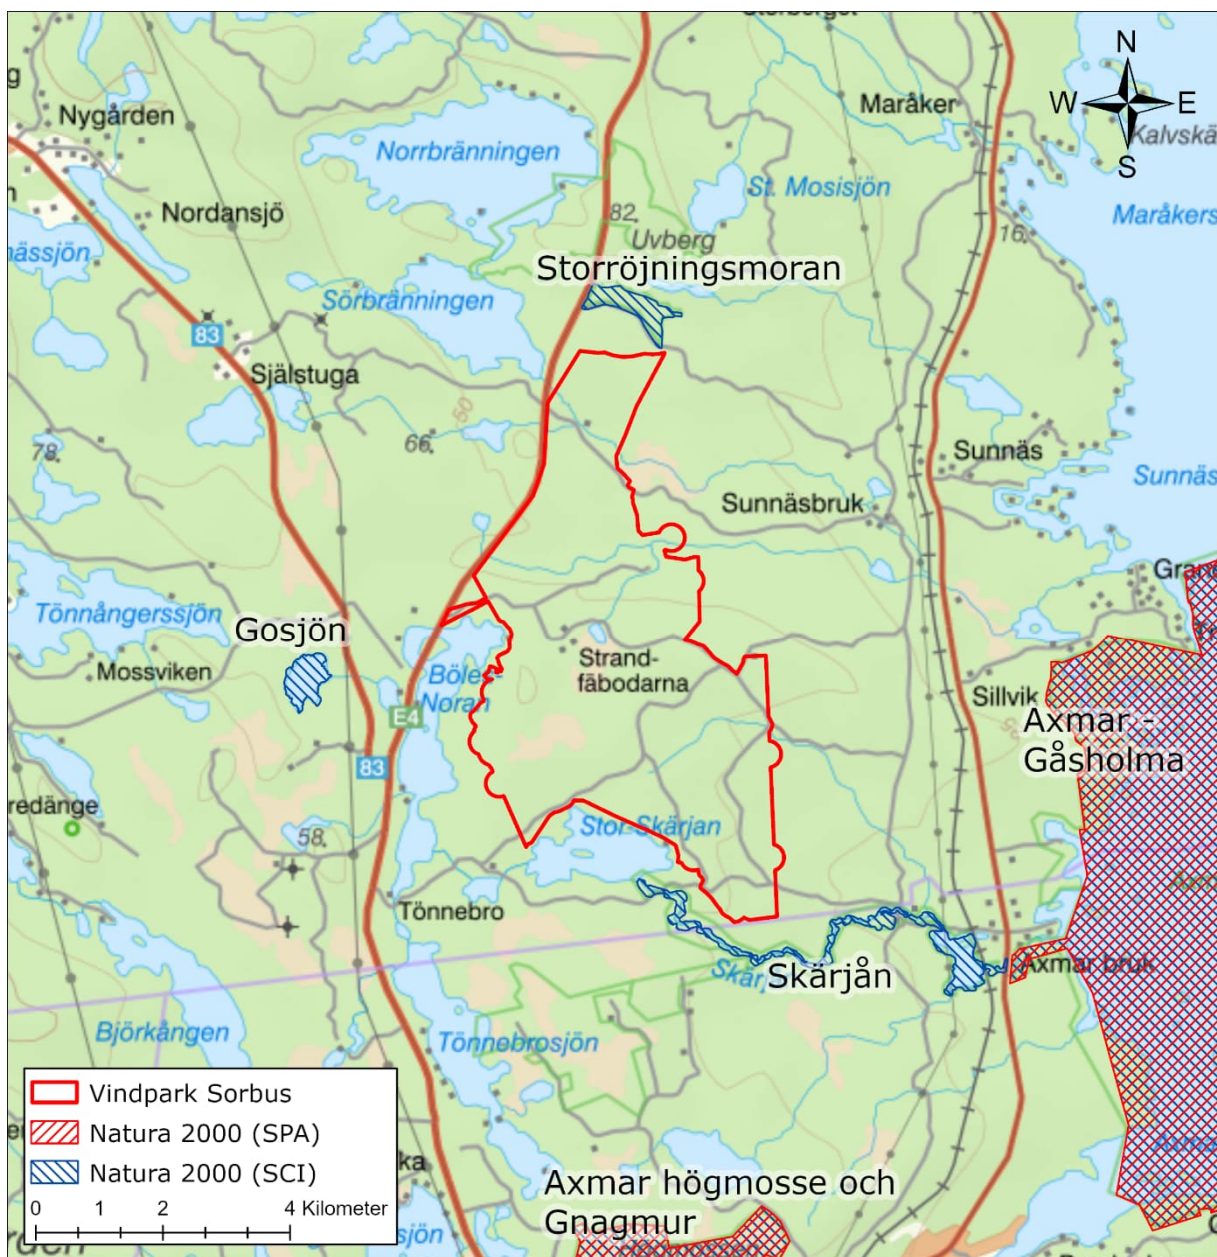 N
W E
S
Nygården
Norrbränningen
Maråker
Kalvskä
Nordansjö
St. Mosisjön
Maråkers
82.
Uvberg
16.
nässjön
Storröjningsmoran
Sörbränningen
83
Själstuga
50
66.
78.
Sunnäs
Sunnäsbruk
Sunnäs
Tönnångerssjön
Gosjön
Mossviken
Strand-
fäbodarna
Böles-
Noran
E4
Sillvik
Axmar -
Gåsholma
83
redänge
58.
Stor-Skärjan
Tönnebro
Skärjån
Axmar bruk
Björkången
Tönnebrosjön
Vindpark Sorbus
Natura 2000 (SPA)
Natura 2000 (SCI)
0 1 2 4 Kilometer
ka
sjön
Axmar högmosse och
Gnagmur